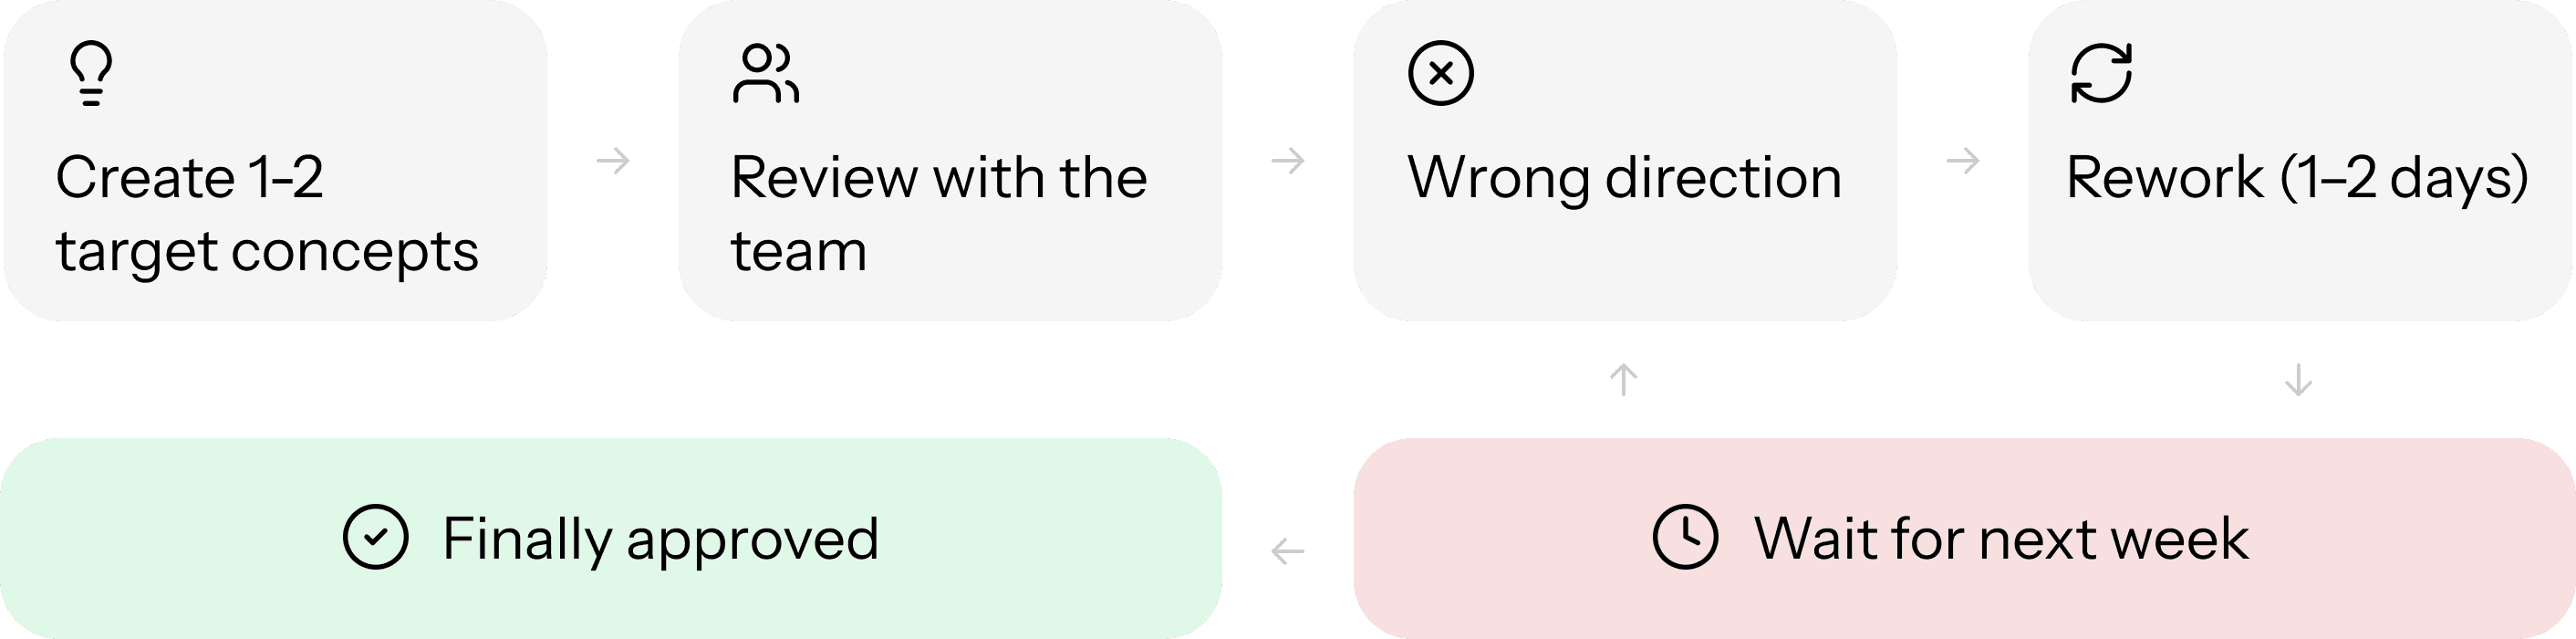 Create 1-2
target concepts
Review with the
team
Wrong direction
Rework (1–2 days)
Finally approved
Wait for next week